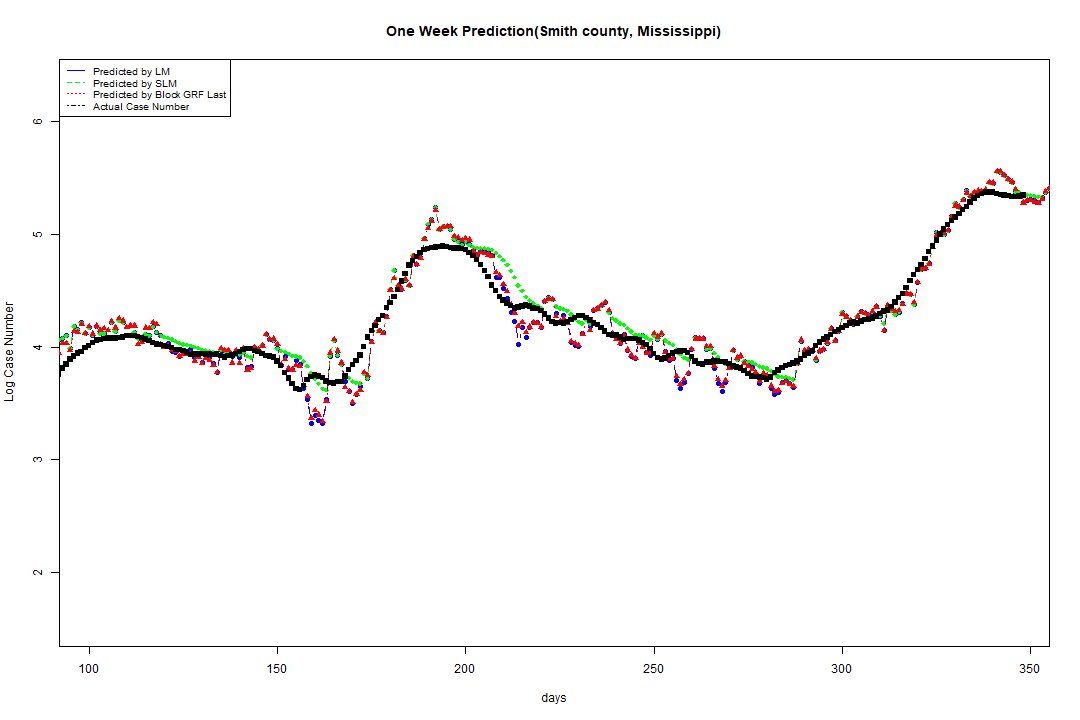 One Week Prediction(Smith county, Mississippi)
Predicted by LM
Predicted by SLM
Predicted by Block GRF Last
Actual Case Number
6
5
4
3
2
Log Case Number
100 150 200 250 300 350
days